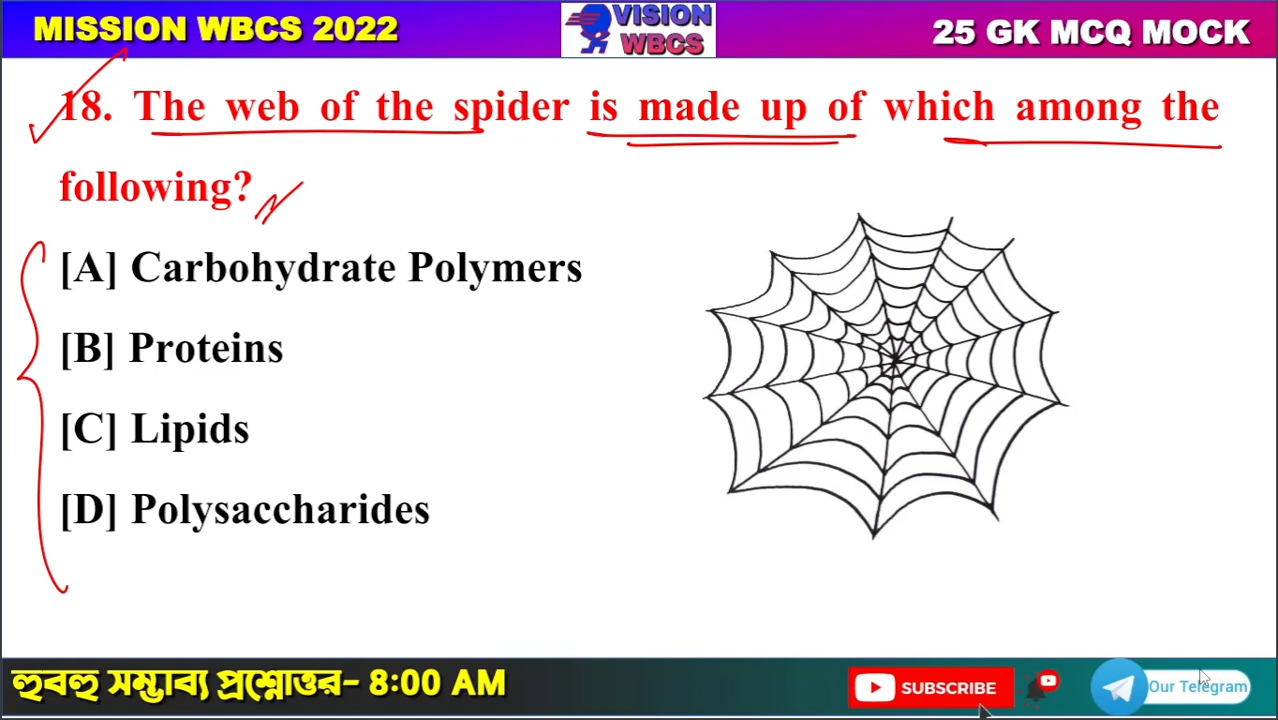 MISSION WBCS 2022
VISION
WBCS
25 GK MCQ MOCK
18. The web of the spider is made up of which among the
following?
[A] Carbohydrate Polymers
[B] Proteins
[C] Lipids
[D] Polysaccharides
হুবহু সম্ভাব্য প্রশ্নোত্তর- 8:00 AM
SUBSCRIBE
Our Telegram